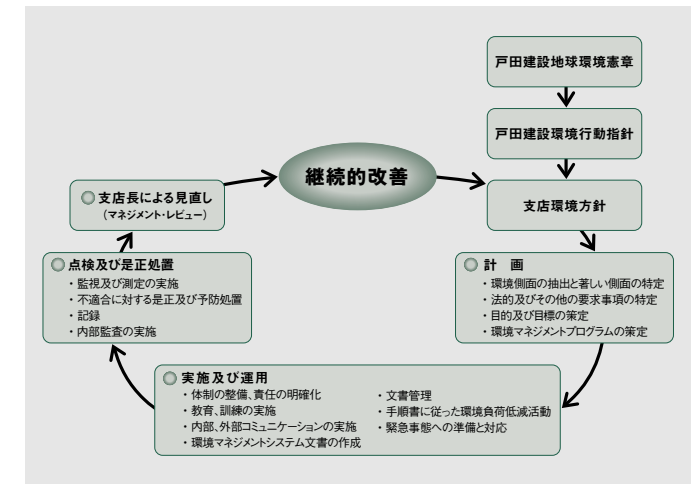 戸田建設地球環境憲章
戸田建設環境行動指針
継続的改善
支店環境方針
支店長による見直し
(マネジメント・レビュー)
点検及び是正処置
・監視及び測定の実施
・不適合に対する是正及び予防処置
・記録
・内部監査の実施
計　画
・環境側面の抽出と著しい側面の特定
・法的及びその他の要求事項の特定
・目的及び目標の策定
・環境マネジメントプログラムの策定
実施及び運用
・体制の整備、責任の明確化
・教育、訓練の実施
・内部、外部コミュニケーションの実施
・環境マネジメントシステム文書の作成
・文書管理
・手順書に従った環境負荷低減活動
・緊急事態への準備と対応